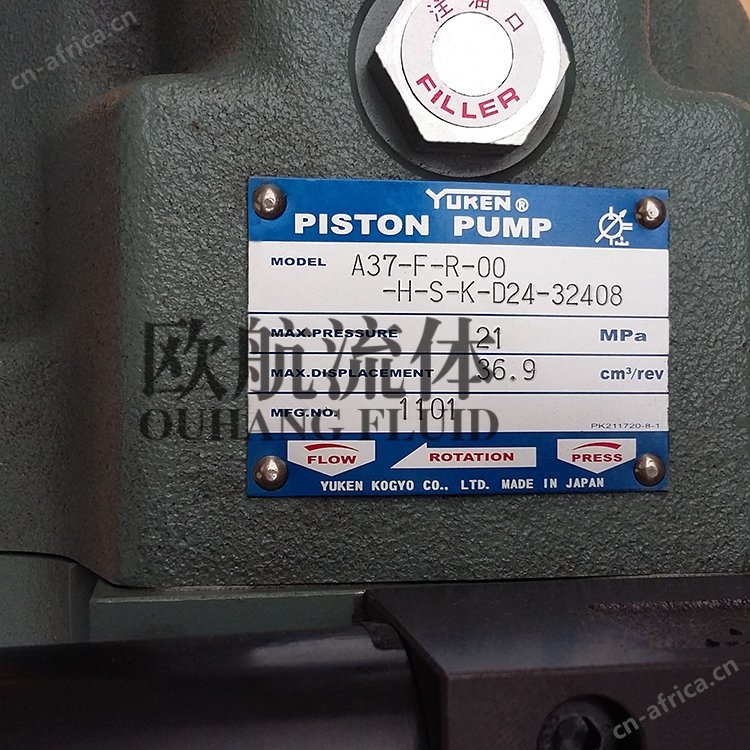 cn-africa.cn
注油口
FILLER
YUKEN®
PISTON PUMP
MODEL A37-F-R-00
-H-S-K-D24-32408
MAX.PRESSURE 21 MPa
MAX.DISPLACEMENT 36.9 cm³/rev
MFG.NO. 1101
PK211720-8-1
欧航流体
OUHANG FLUID
FLOW ROTATION PRESS
YUKEN KOGYO CO., LTD. MADE IN JAPAN
cn-africa.cn